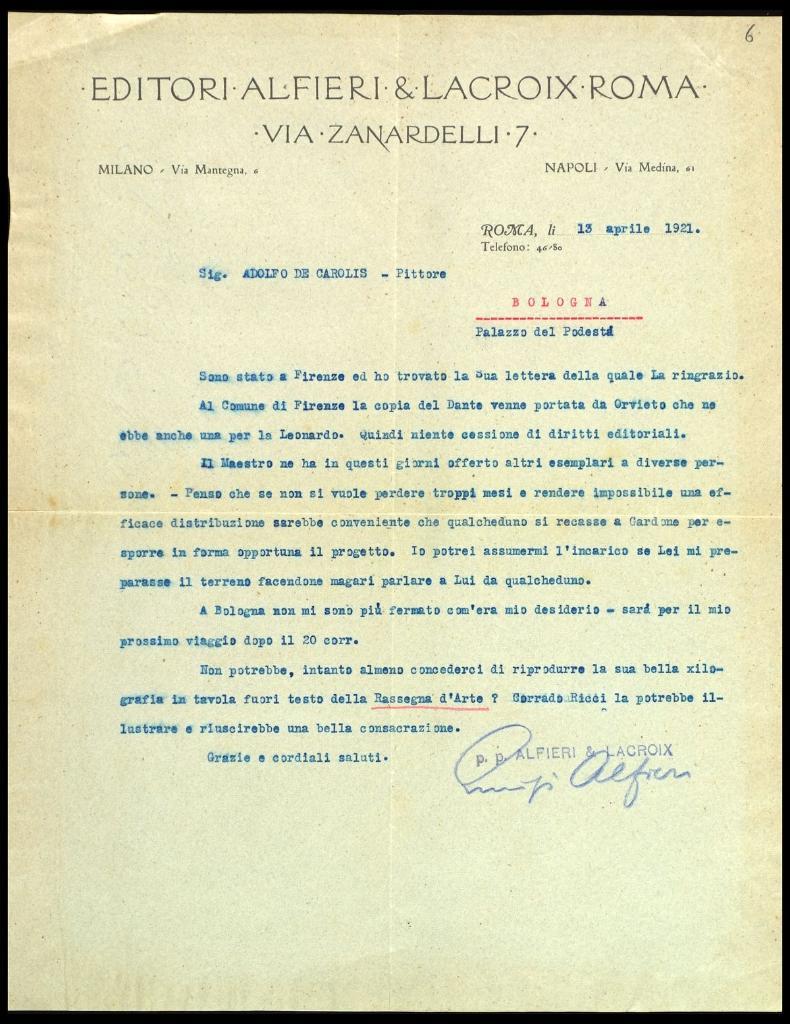 6
·EDITORI·ALFIERI·&·LACROIX·ROMA·
·VIA·ZANARDELLI·7·
MILANO - Via Mantegna, 6
NAPOLI - Via Medina, 61
ROMA, li 13 aprile 1921.
Telefono: 46-80
Sig. ADOLFO DE CAROLIS - Pittore
BOLOGNA
Palazzo del Podestá
Sono stato a Firenze ed ho trovato la Sua lettera della quale La ringrazio.
Al Comune di Firenze la copia del Dante venne portata da Orvieto che ne
ebbe anche una per la Leonardo. Quindi niente cessione di diritti editoriali.
Il Maestro ne ha in questi giorni offerto altri esemplari a diverse per-
sone. - Penso che se non si vuole perdere troppi mesi e rendere impossibile una ef-
ficace distribuzione sarebbe conveniente che qualcheduno si recasse a Gardone per e-
sporre in forma opportuna il progetto. Io potrei assumermi l'incarico se Lei mi pre-
parasse il terreno facendone magari parlare a Lui da qualcheduno.
A Bologna non mi sono piú fermato com'era mio desiderio - sará per il mio
prossimo viaggio dopo il 20 corr.
Non potrebbe, intanto almeno concederci di riprodurre la sua bella xilo-
grafia in tavola fuori testo della Rassegna d'Arte ? Corrado Ricci la potrebbe il-
lustrare e riuscirebbe una bella consacrazione.
Grazie e cordiali saluti.
p. p. ALFIERI & LACROIX
Luigi Alfieri